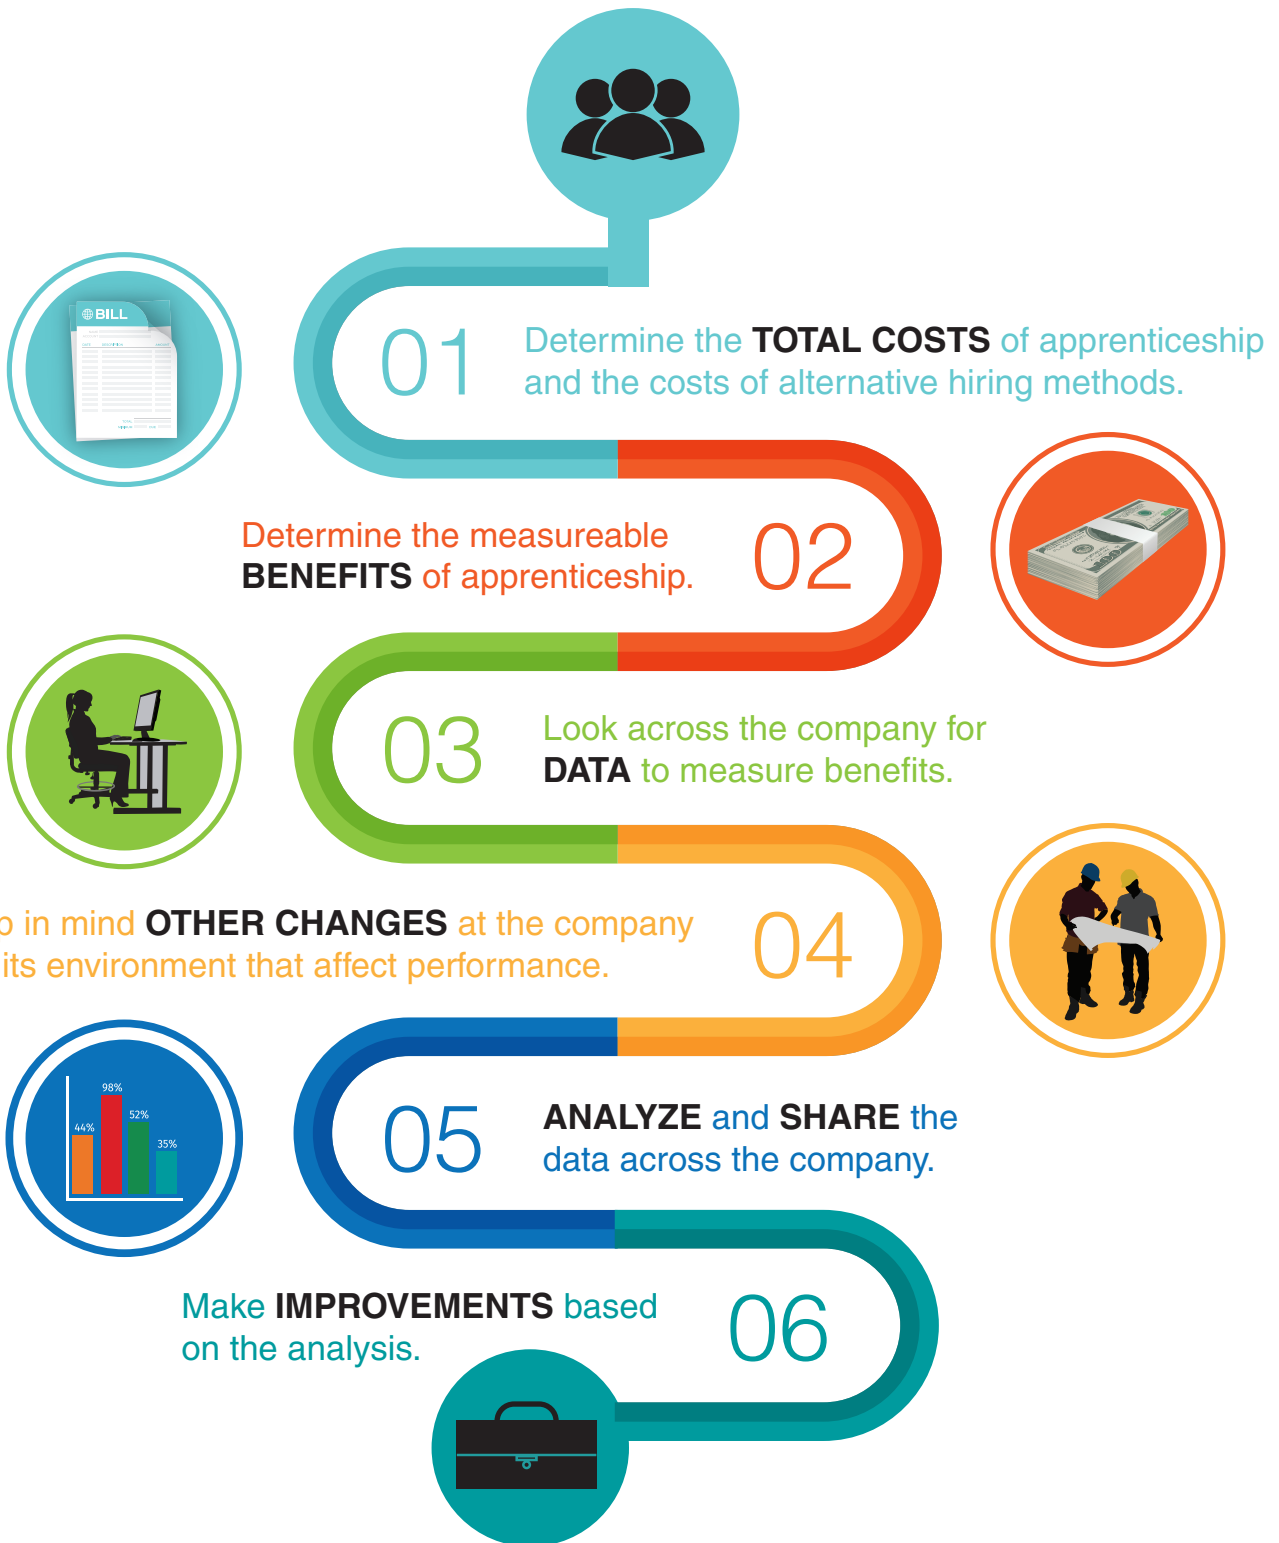 BILL
01
Determine the TOTAL COSTS of apprenticeship
and the costs of alternative hiring methods.
Determine the measureable
BENEFITS of apprenticeship.
02
03
Look across the company for
DATA to measure benefits.
in mind OTHER CHANGES at the company
its environment that affect performance.
04
98%
52%
44%
35%
05
ANALYZE and SHARE the
data across the company.
Make IMPROVEMENTS based
on the analysis.
06